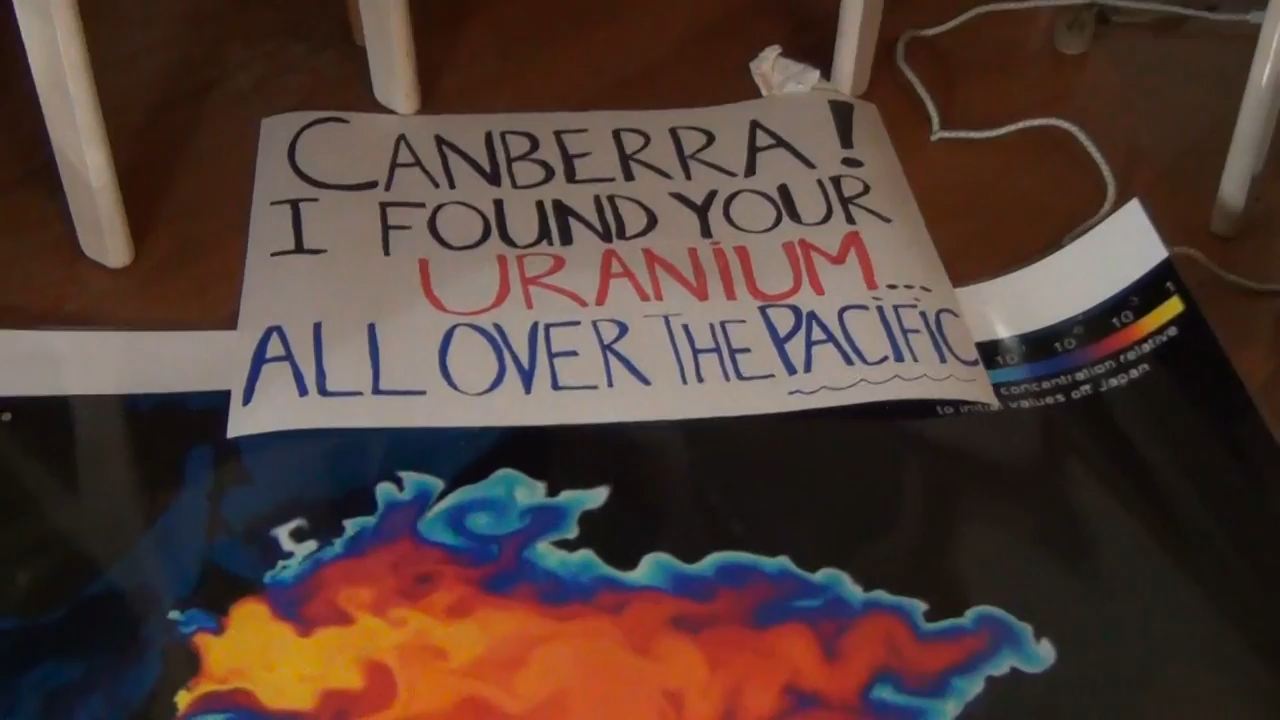 CANBERRA!
I FOUND YOUR
URANIUM...
ALL OVER THE PACIFIC
10 10 10 1
concentration relative
to initial values off Japan